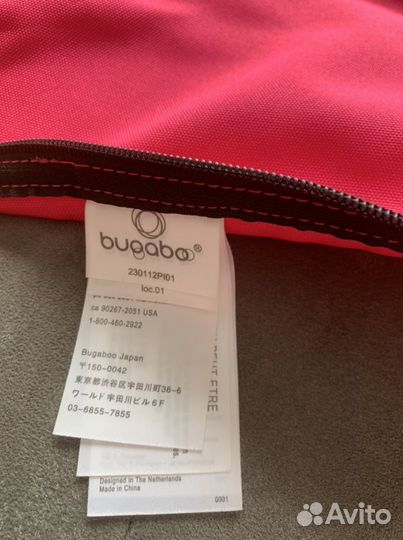 bugaboo®
230112PI01
loc.01
ca 90267-2051 USA
1-800-460-2922
Bugaboo Japan
〒150-0042
東京都渋谷区宇田川町36-6
ワールド宇田川ビル6F
03-6855-7855
PEUT ETRE
Designed in The Netherlands
Made in China
0001
Avito